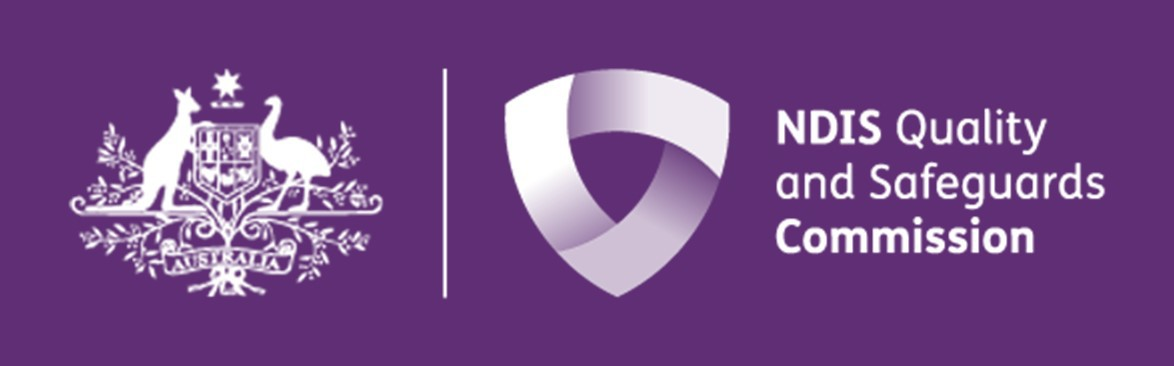 AUSTRALIA
NDIS Quality
and Safeguards
Commission